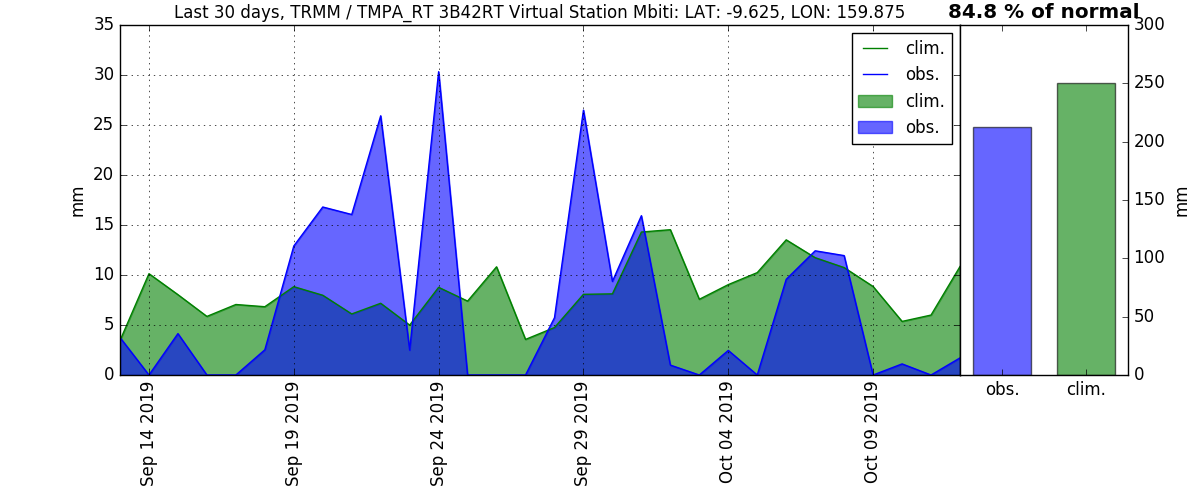 Last 30 days, TRMM / TMPA_RT 3B42RT Virtual Station Mbiti: LAT: -9.625, LON: 159.875
84.8 % of normal
35
30
25
20
15
10
5
0
mm
clim.
obs.
clim.
obs.
Sep 14 2019
Sep 19 2019
Sep 24 2019
Sep 29 2019
Oct 04 2019
Oct 09 2019
300
250
200
150
100
50
0
mm
obs.
clim.